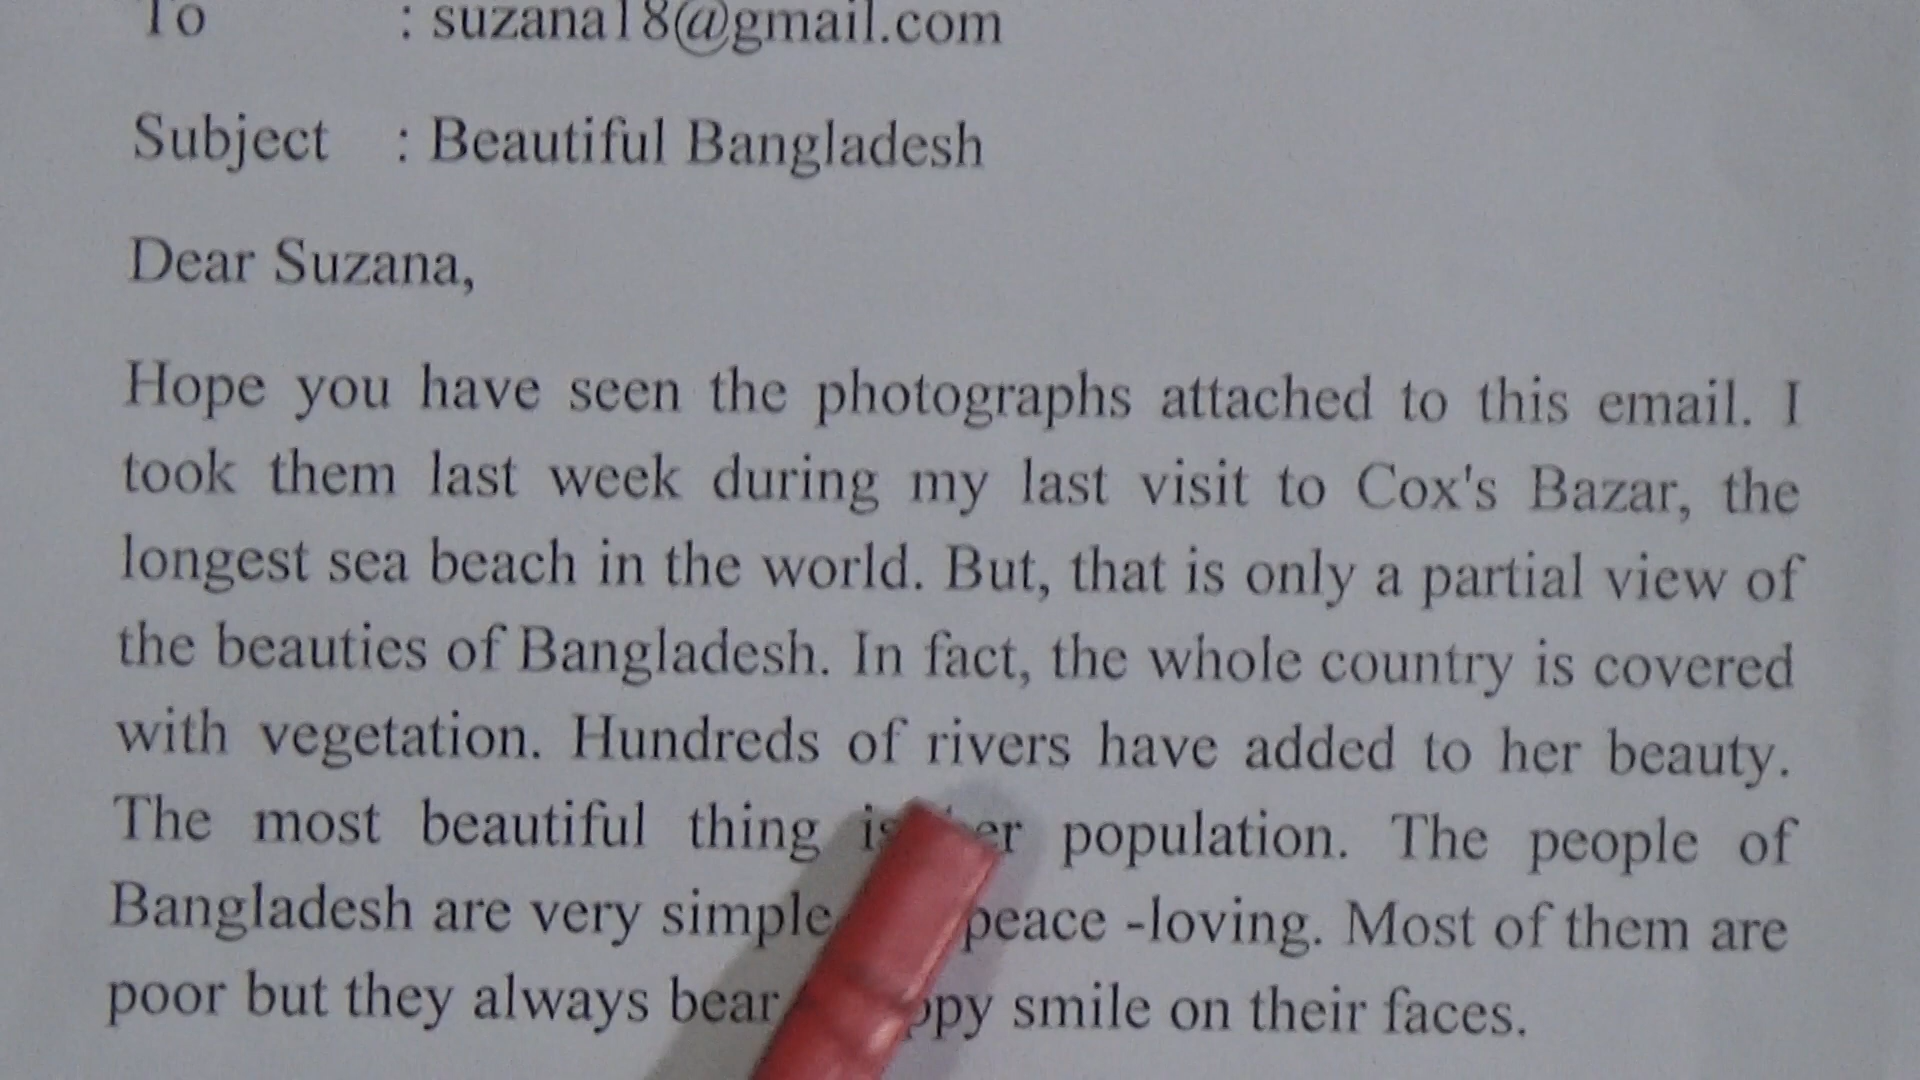 To : suzana18@gmail.com
Subject : Beautiful Bangladesh
Dear Suzana,
Hope you have seen the photographs attached to this email. I
took them last week during my last visit to Cox's Bazar, the
longest sea beach in the world. But, that is only a partial view of
the beauties of Bangladesh. In fact, the whole country is covered
with vegetation. Hundreds of rivers have added to her beauty.
The most beautiful thing is her population. The people of
Bangladesh are very simple peace -loving. Most of them are
poor but they always bear smile on their faces.